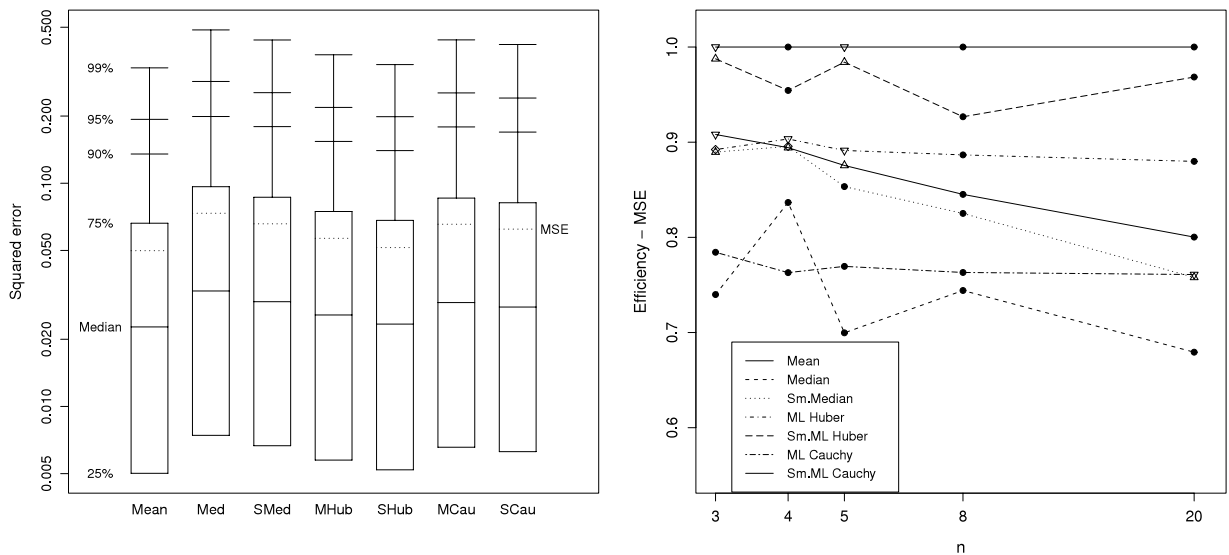 Squared error
0.500
0.200
0.100
0.050
0.020
0.010
0.005
99%
95%
90%
75%
Median
25%
MSE
Mean
Med
SMed
MHub
SHub
MCau
SCau
Efficiency – MSE
1.0
0.9
0.8
0.7
0.6
Mean
Median
Sm.Median
ML Huber
Sm.ML Huber
ML Cauchy
Sm.ML Cauchy
3
4
5
8
20
n